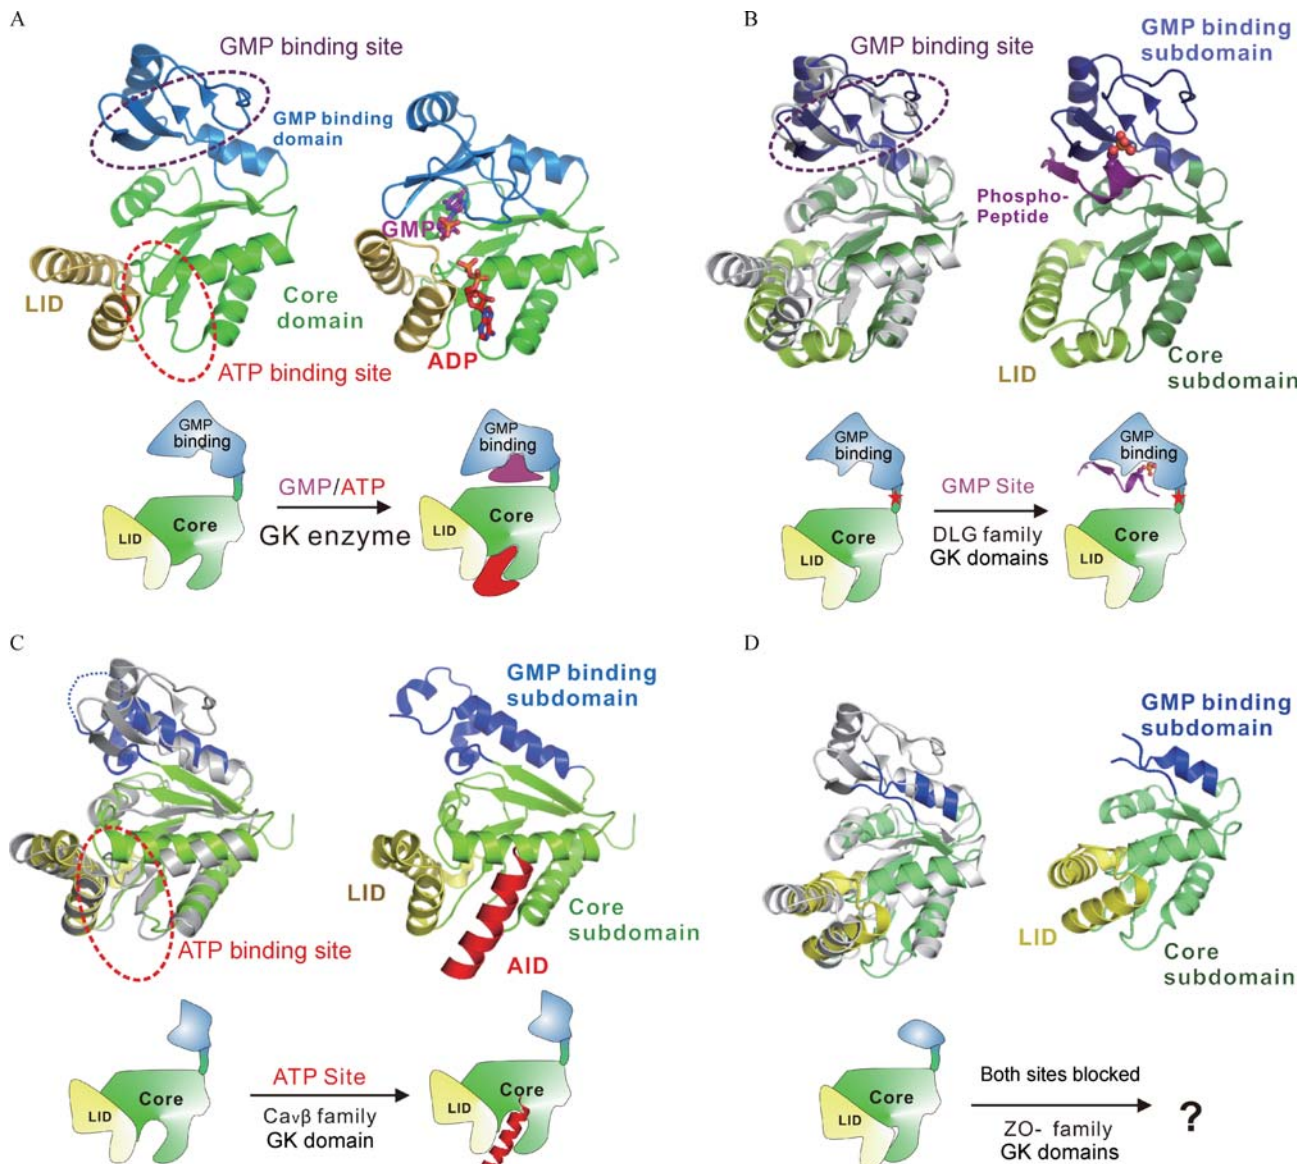 A
GMP binding site
GMP binding
domain
GMP
LID
Core
domain
ADP
ATP binding site
GMP
binding
LID
Core
GMP/ATP
GK enzyme
GMP
binding
LID
Core
B
GMP binding site
GMP binding
subdomain
Phospho-
Peptide
LID
Core
subdomain
GMP
binding
Core
LID
GMP Site
DLG family
GK domains
GMP
binding
Core
LID
C
GMP binding
subdomain
LID
ATP binding site
Core
subdomain
AID
LID
Core
ATP Site
Cavβ family
GK domain
LID
Core
D
GMP binding
subdomain
LID
Core
subdomain
LID
Core
Both sites blocked
ZO- family
GK domains
?